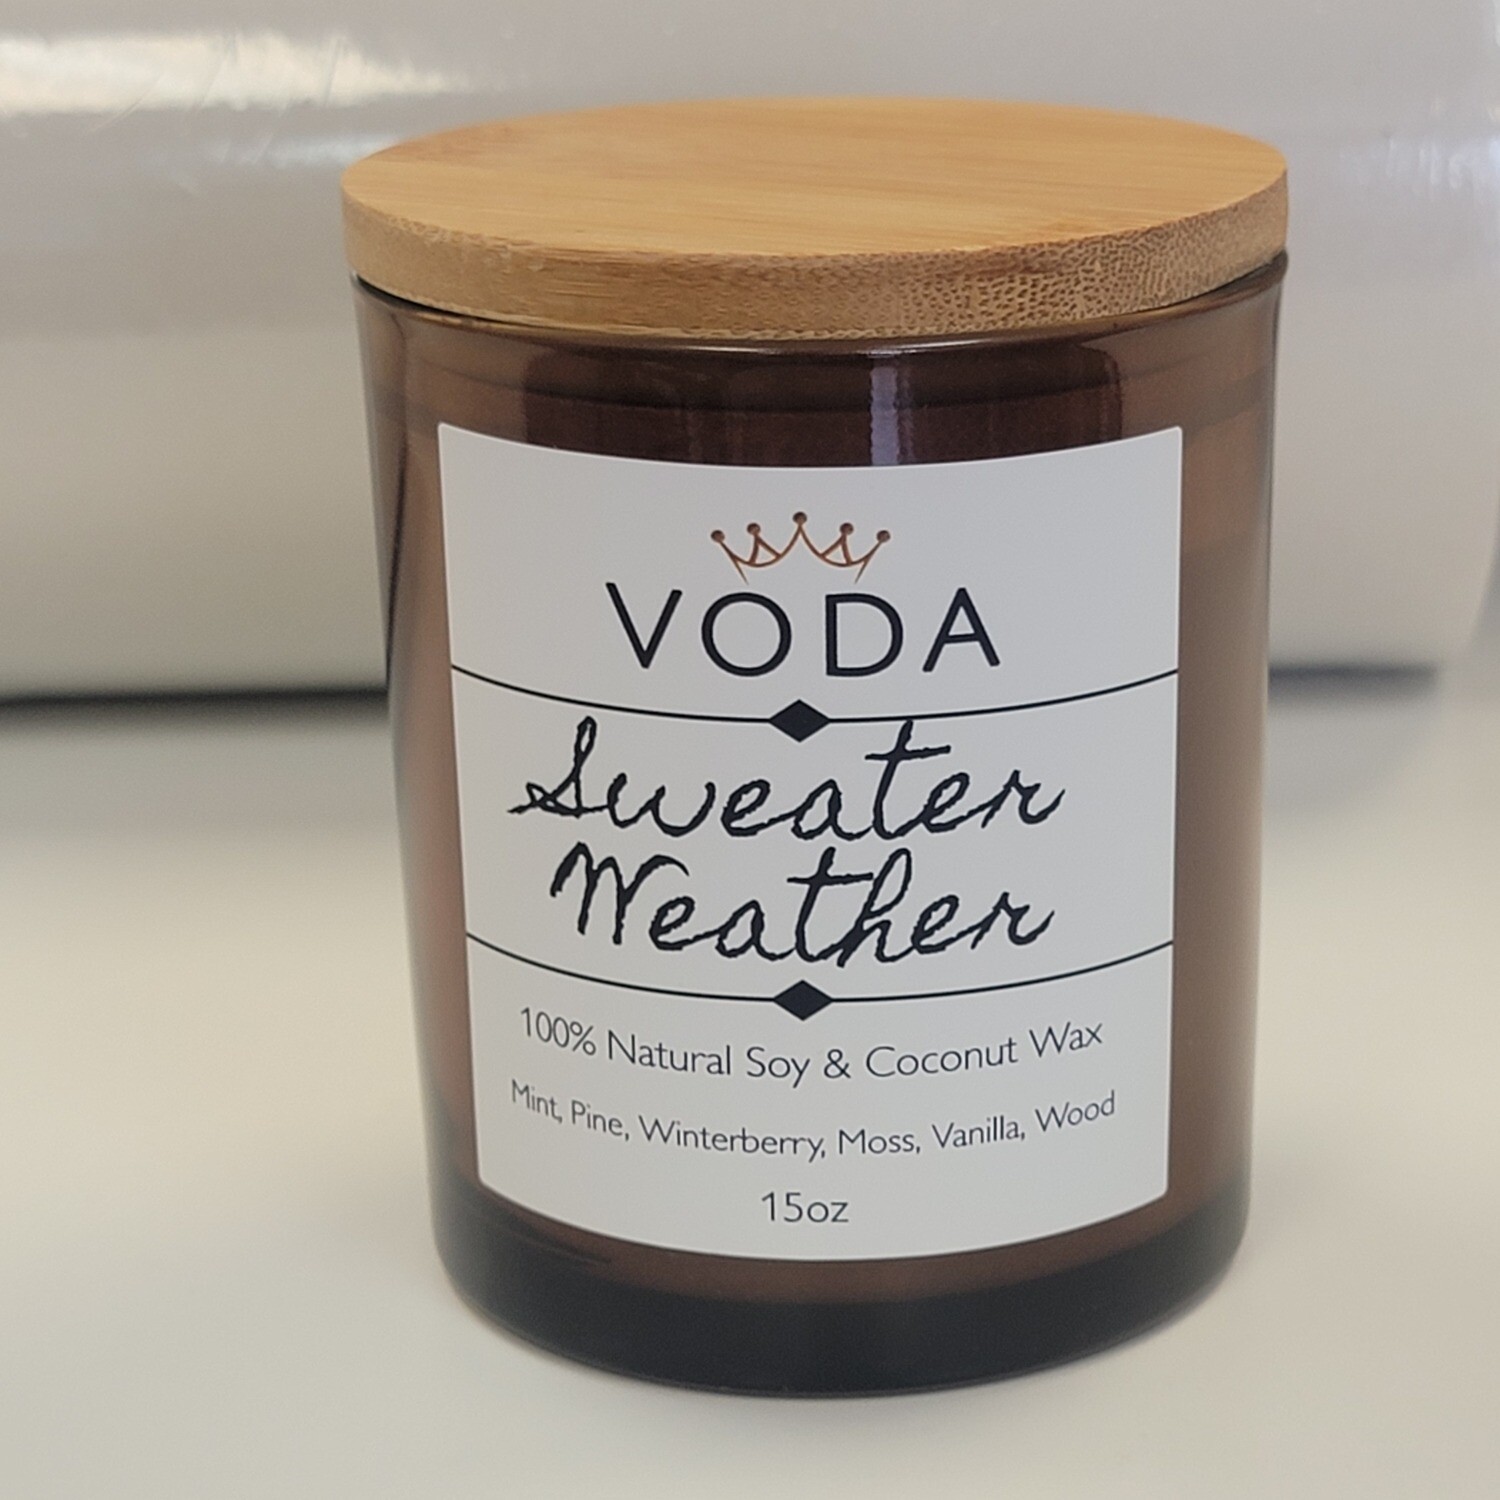 VODA
Sweater
Weather
100% Natural Soy & Coconut Wax
Mint, Pine, Winterberry, Moss, Vanilla, Wood
15oz